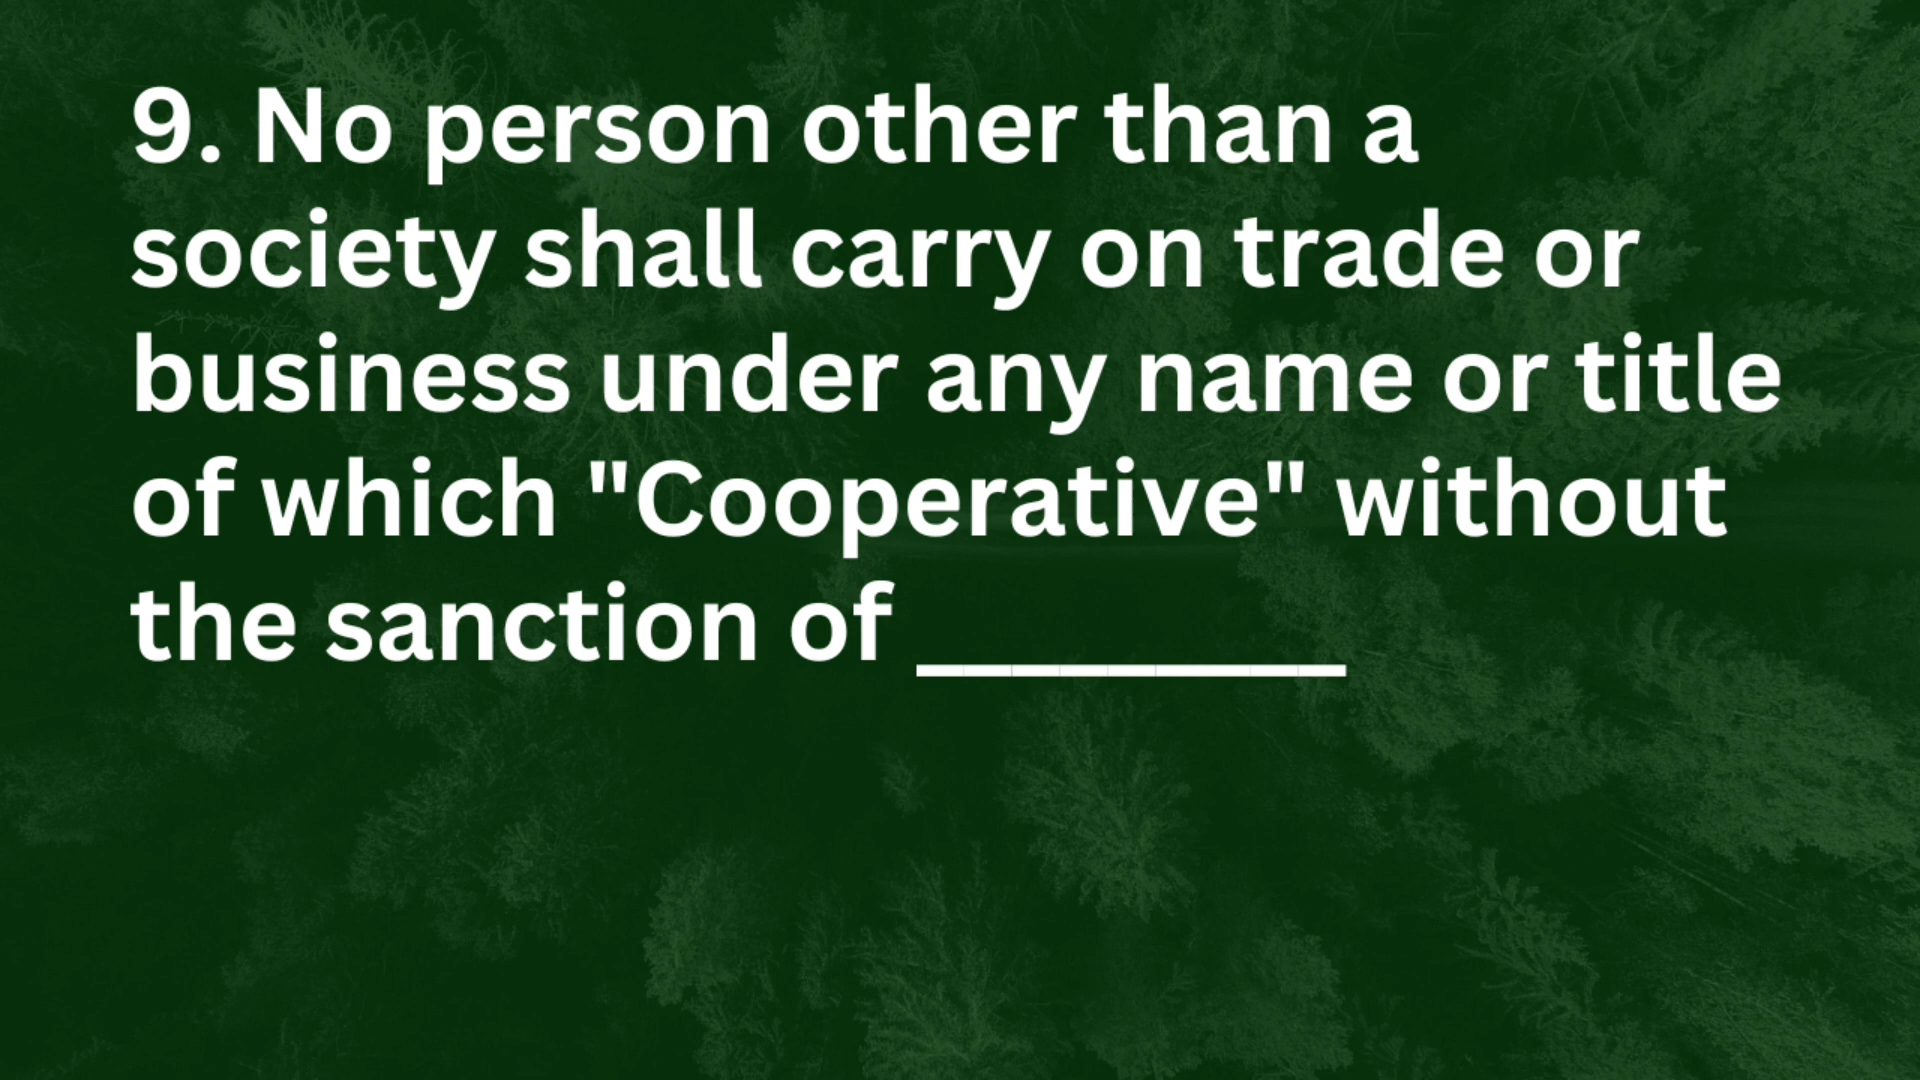 9. No person other than a
society shall carry on trade or
business under any name or title
of which "Cooperative" without
the sanction of _________